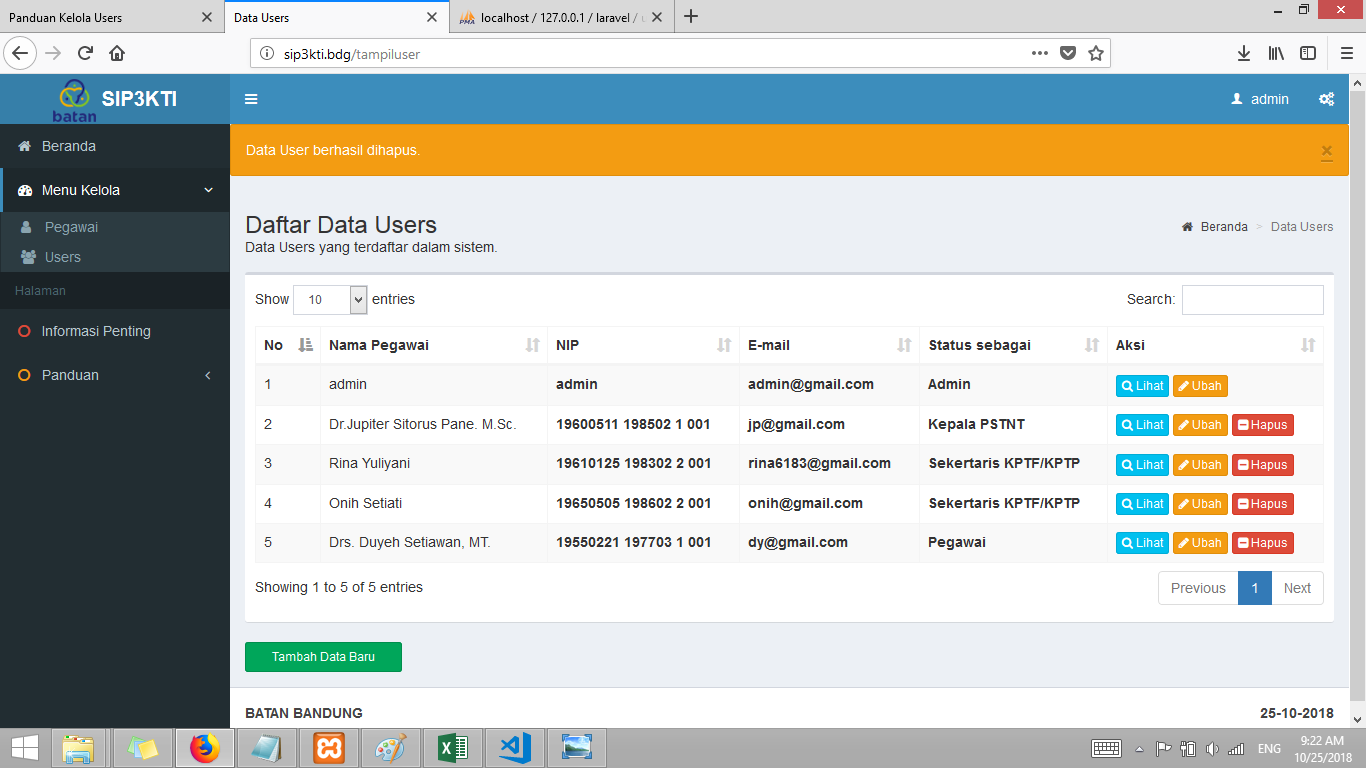 Panduan Kelola Users
Data Users
localhost / 127.0.0.1 / laravel /
sip3kti.bdg/tampiluser
batan
SIP3KTI
admin
Beranda
Menu Kelola
Pegawai
Users
Halaman
Informasi Penting
Panduan
Data User berhasil dihapus.
×
Daftar Data Users
Data Users yang terdaftar dalam sistem.
Beranda > Data Users
Show 10 entries
Search:
No Nama Pegawai NIP E-mail Status sebagai Aksi
1 admin admin admin@gmail.com Admin Lihat Ubah
2 Dr.Jupiter Sitorus Pane. M.Sc. 19600511 198502 1 001 jp@gmail.com Kepala PSTNT Lihat Ubah Hapus
3 Rina Yuliyani 19610125 198302 2 001 rina6183@gmail.com Sekertaris KPTF/KPTP Lihat Ubah Hapus
4 Onih Setiati 19650505 198602 2 001 onih@gmail.com Sekertaris KPTF/KPTP Lihat Ubah Hapus
5 Drs. Duyeh Setiawan, MT. 19550221 197703 1 001 dy@gmail.com Pegawai Lihat Ubah Hapus
Showing 1 to 5 of 5 entries
Previous 1 Next
Tambah Data Baru
BATAN BANDUNG
25-10-2018
ENG
9:22 AM
10/25/2018